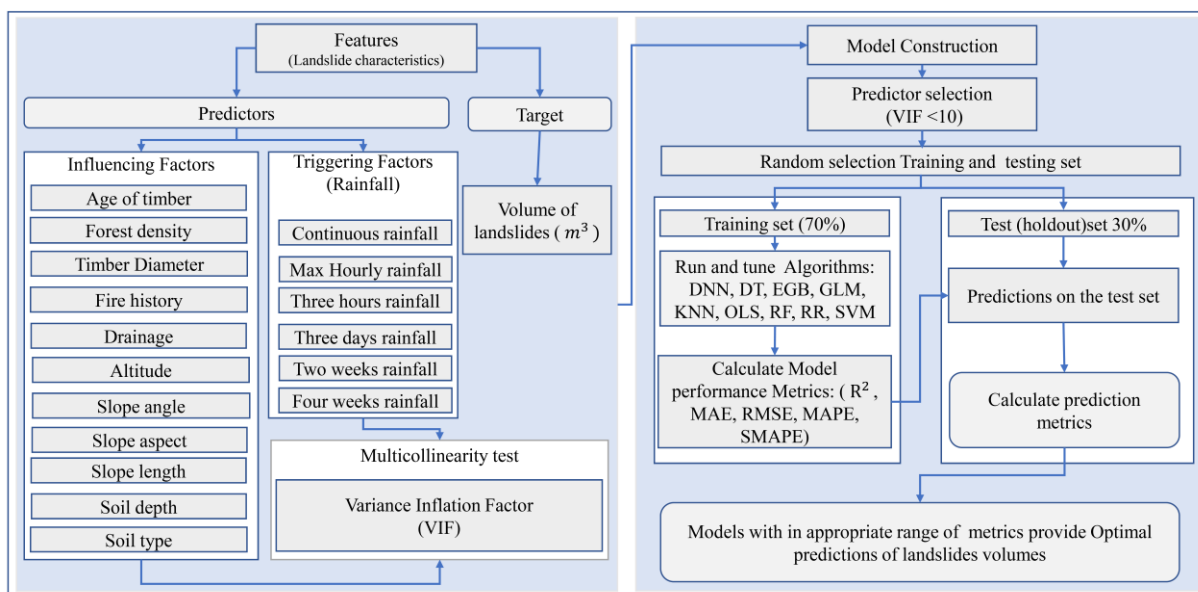 Features
(Landslide characteristics)
Predictors
Target
Influencing Factors
Age of timber
Forest density
Timber Diameter
Fire history
Drainage
Altitude
Slope angle
Slope aspect
Slope length
Soil depth
Soil type
Triggering Factors
(Rainfall)
Continuous rainfall
Max Hourly rainfall
Three hours rainfall
Three days rainfall
Two weeks rainfall
Four weeks rainfall
Volume of
landslides ( m³ )
Multicollinearity test
Variance Inflation Factor
(VIF)
Model Construction
Predictor selection
(VIF <10)
Random selection Training and testing set
Training set (70%)
Run and tune Algorithms:
DNN, DT, EGB, GLM,
KNN, OLS, RF, RR, SVM
Calculate Model
performance Metrics: ( R² ,
MAE, RMSE, MAPE,
SMAPE)
Test (holdout)set 30%
Predictions on the test set
Calculate prediction
metrics
Models with in appropriate range of metrics provide Optimal
predictions of landslides volumes